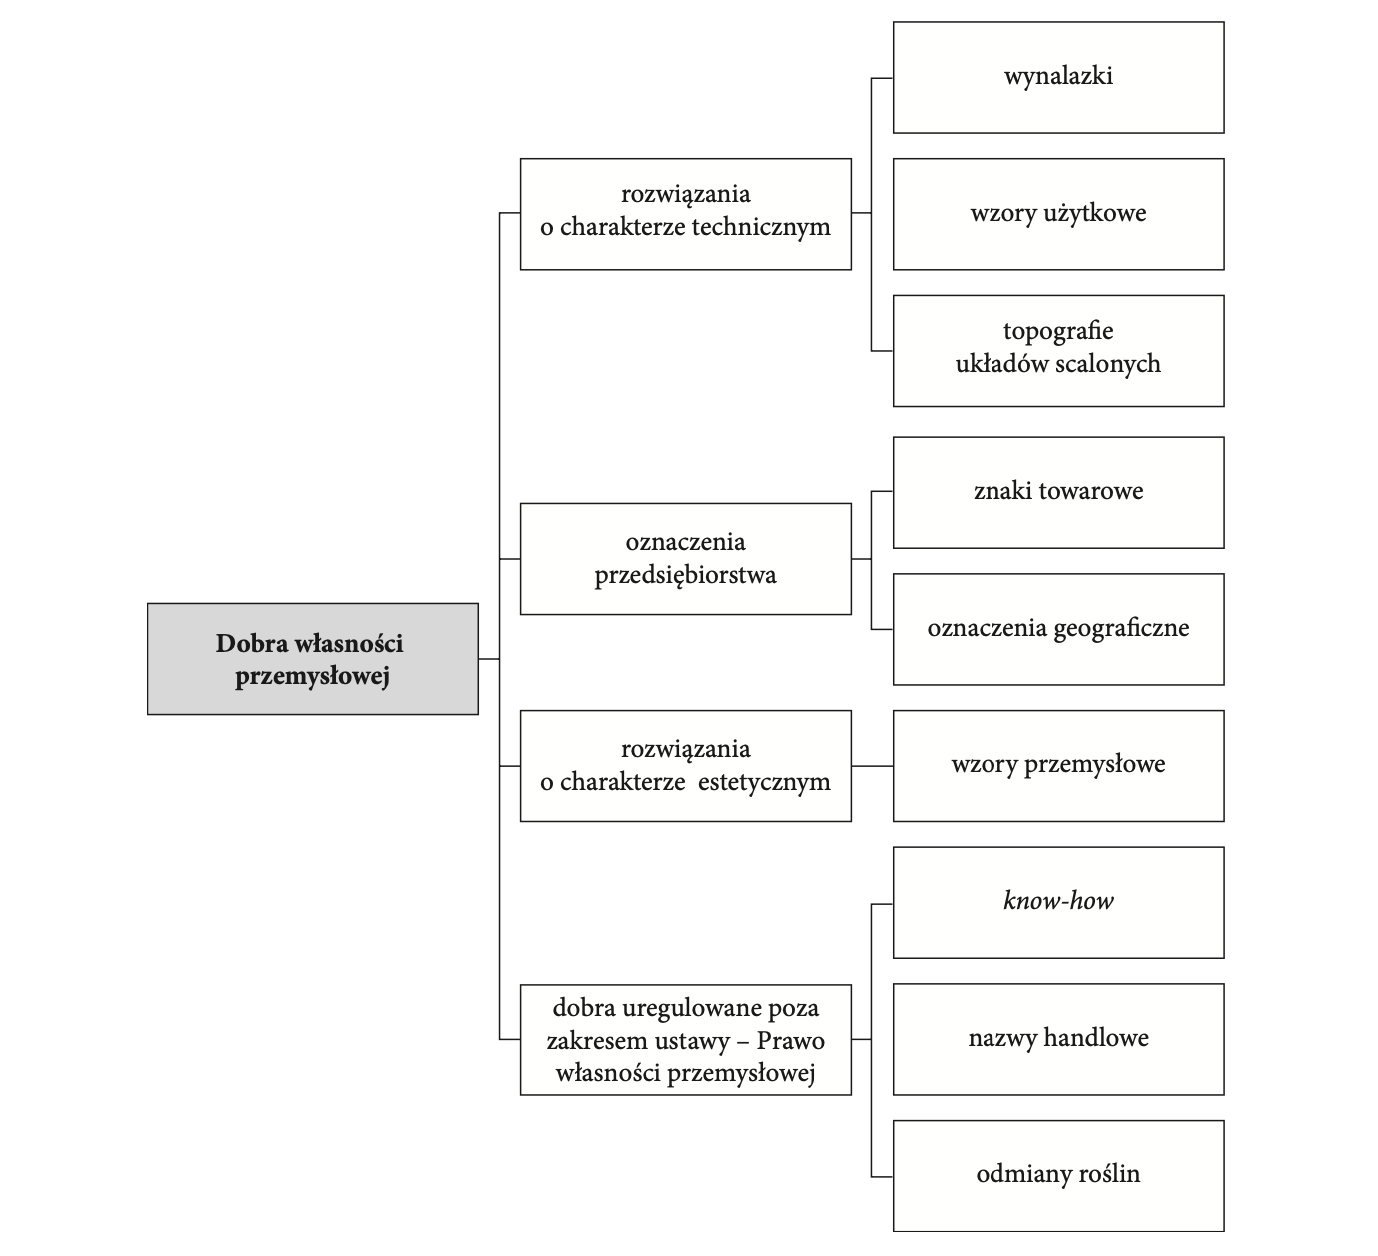 Dobra własności
przemysłowej
rozwiązania
o charakterze technicznym
wynalazki
wzory użytkowe
topografie
układów scalonych
oznaczenia
przedsiębiorstwa
znaki towarowe
oznaczenia geograficzne
rozwiązania
o charakterze estetycznym
wzory przemysłowe
dobra uregulowane poza
zakresem ustawy – Prawo
własności przemysłowej
know-how
nazwy handlowe
odmiany roślin